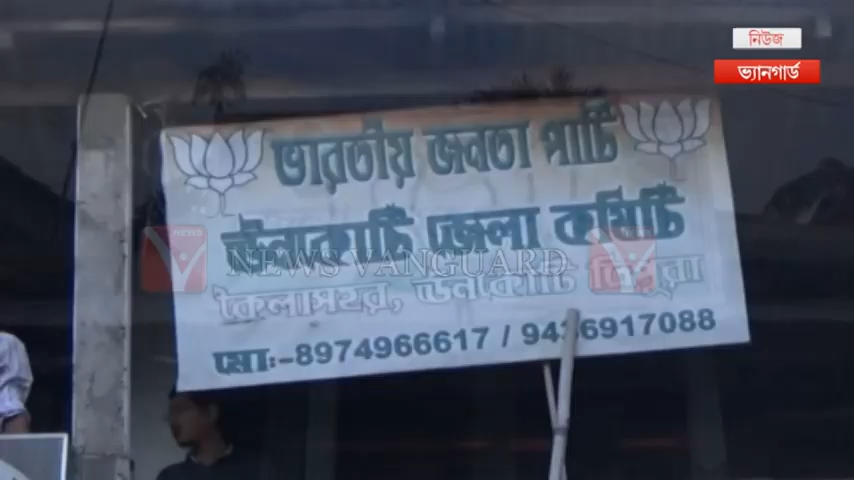 নিউজ
ভ্যানগার্ড
ভারতীয় জনতা পার্টি
ঊনকোটি জেলা কমিটি
NEWS VANGUARD
কৈলাসহর, ঊনকোটি ত্রিপুরা
মোঃ-8974966617 / 9436917088